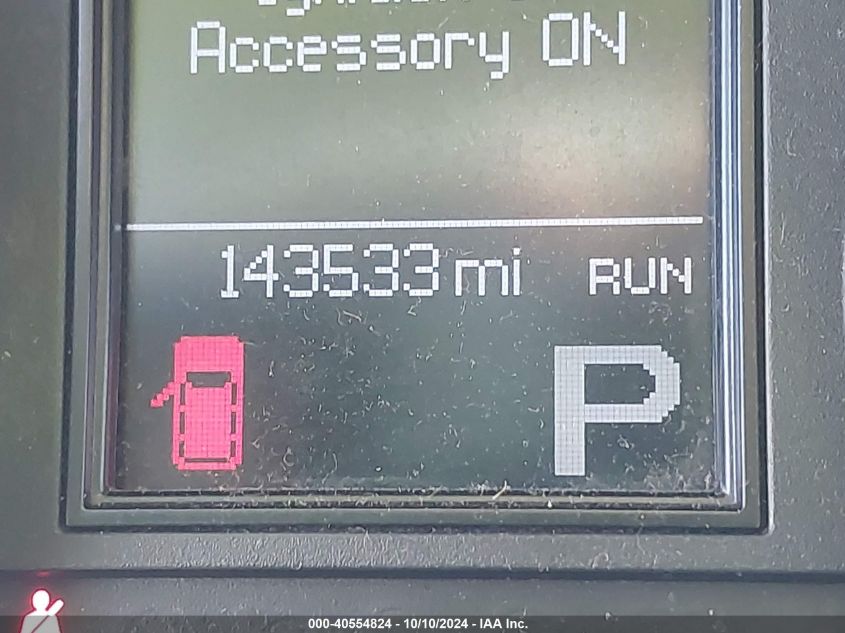 Accessory ON
143533 mi RUN
P
000-40554824 - 10/10/2024 - IAA Inc.